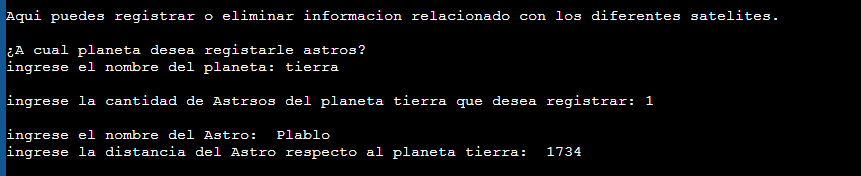 Aqui puedes registrar o eliminar informacion relacionado con los diferentes satelites.
¿A cual planeta desea registarle astros?
ingrese el nombre del planeta: tierra
ingrese la cantidad de Astrsos del planeta tierra que desea registrar: 1
ingrese el nombre del Astro:  Plablo
ingrese la distancia del Astro respecto al planeta tierra:  1734